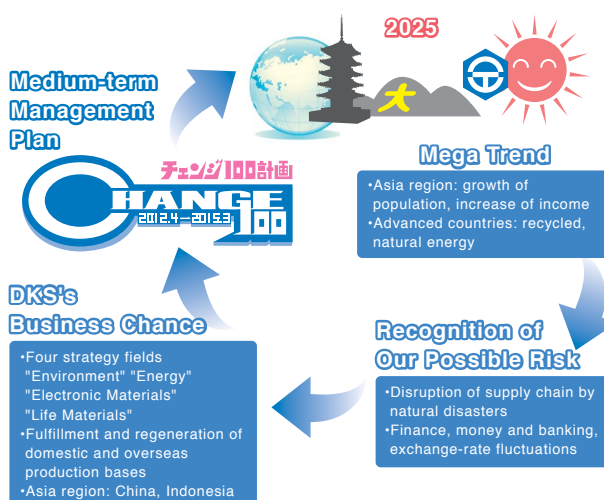 2025
大
Medium-term
Management
Plan
チェンジ100計画
CHANGE
2012.4—2015.3
100
Mega Trend
•Asia region: growth of
population, increase of income
•Advanced countries: recycled,
natural energy
DKS's
Business Chance
•Four strategy fields
"Environment" "Energy"
"Electronic Materials"
"Life Materials"
•Fulfillment and regeneration of
domestic and overseas
production bases
•Asia region: China, Indonesia
Recognition of
Our Possible Risk
•Disruption of supply chain by
natural disasters
•Finance, money and banking,
exchange-rate fluctuations